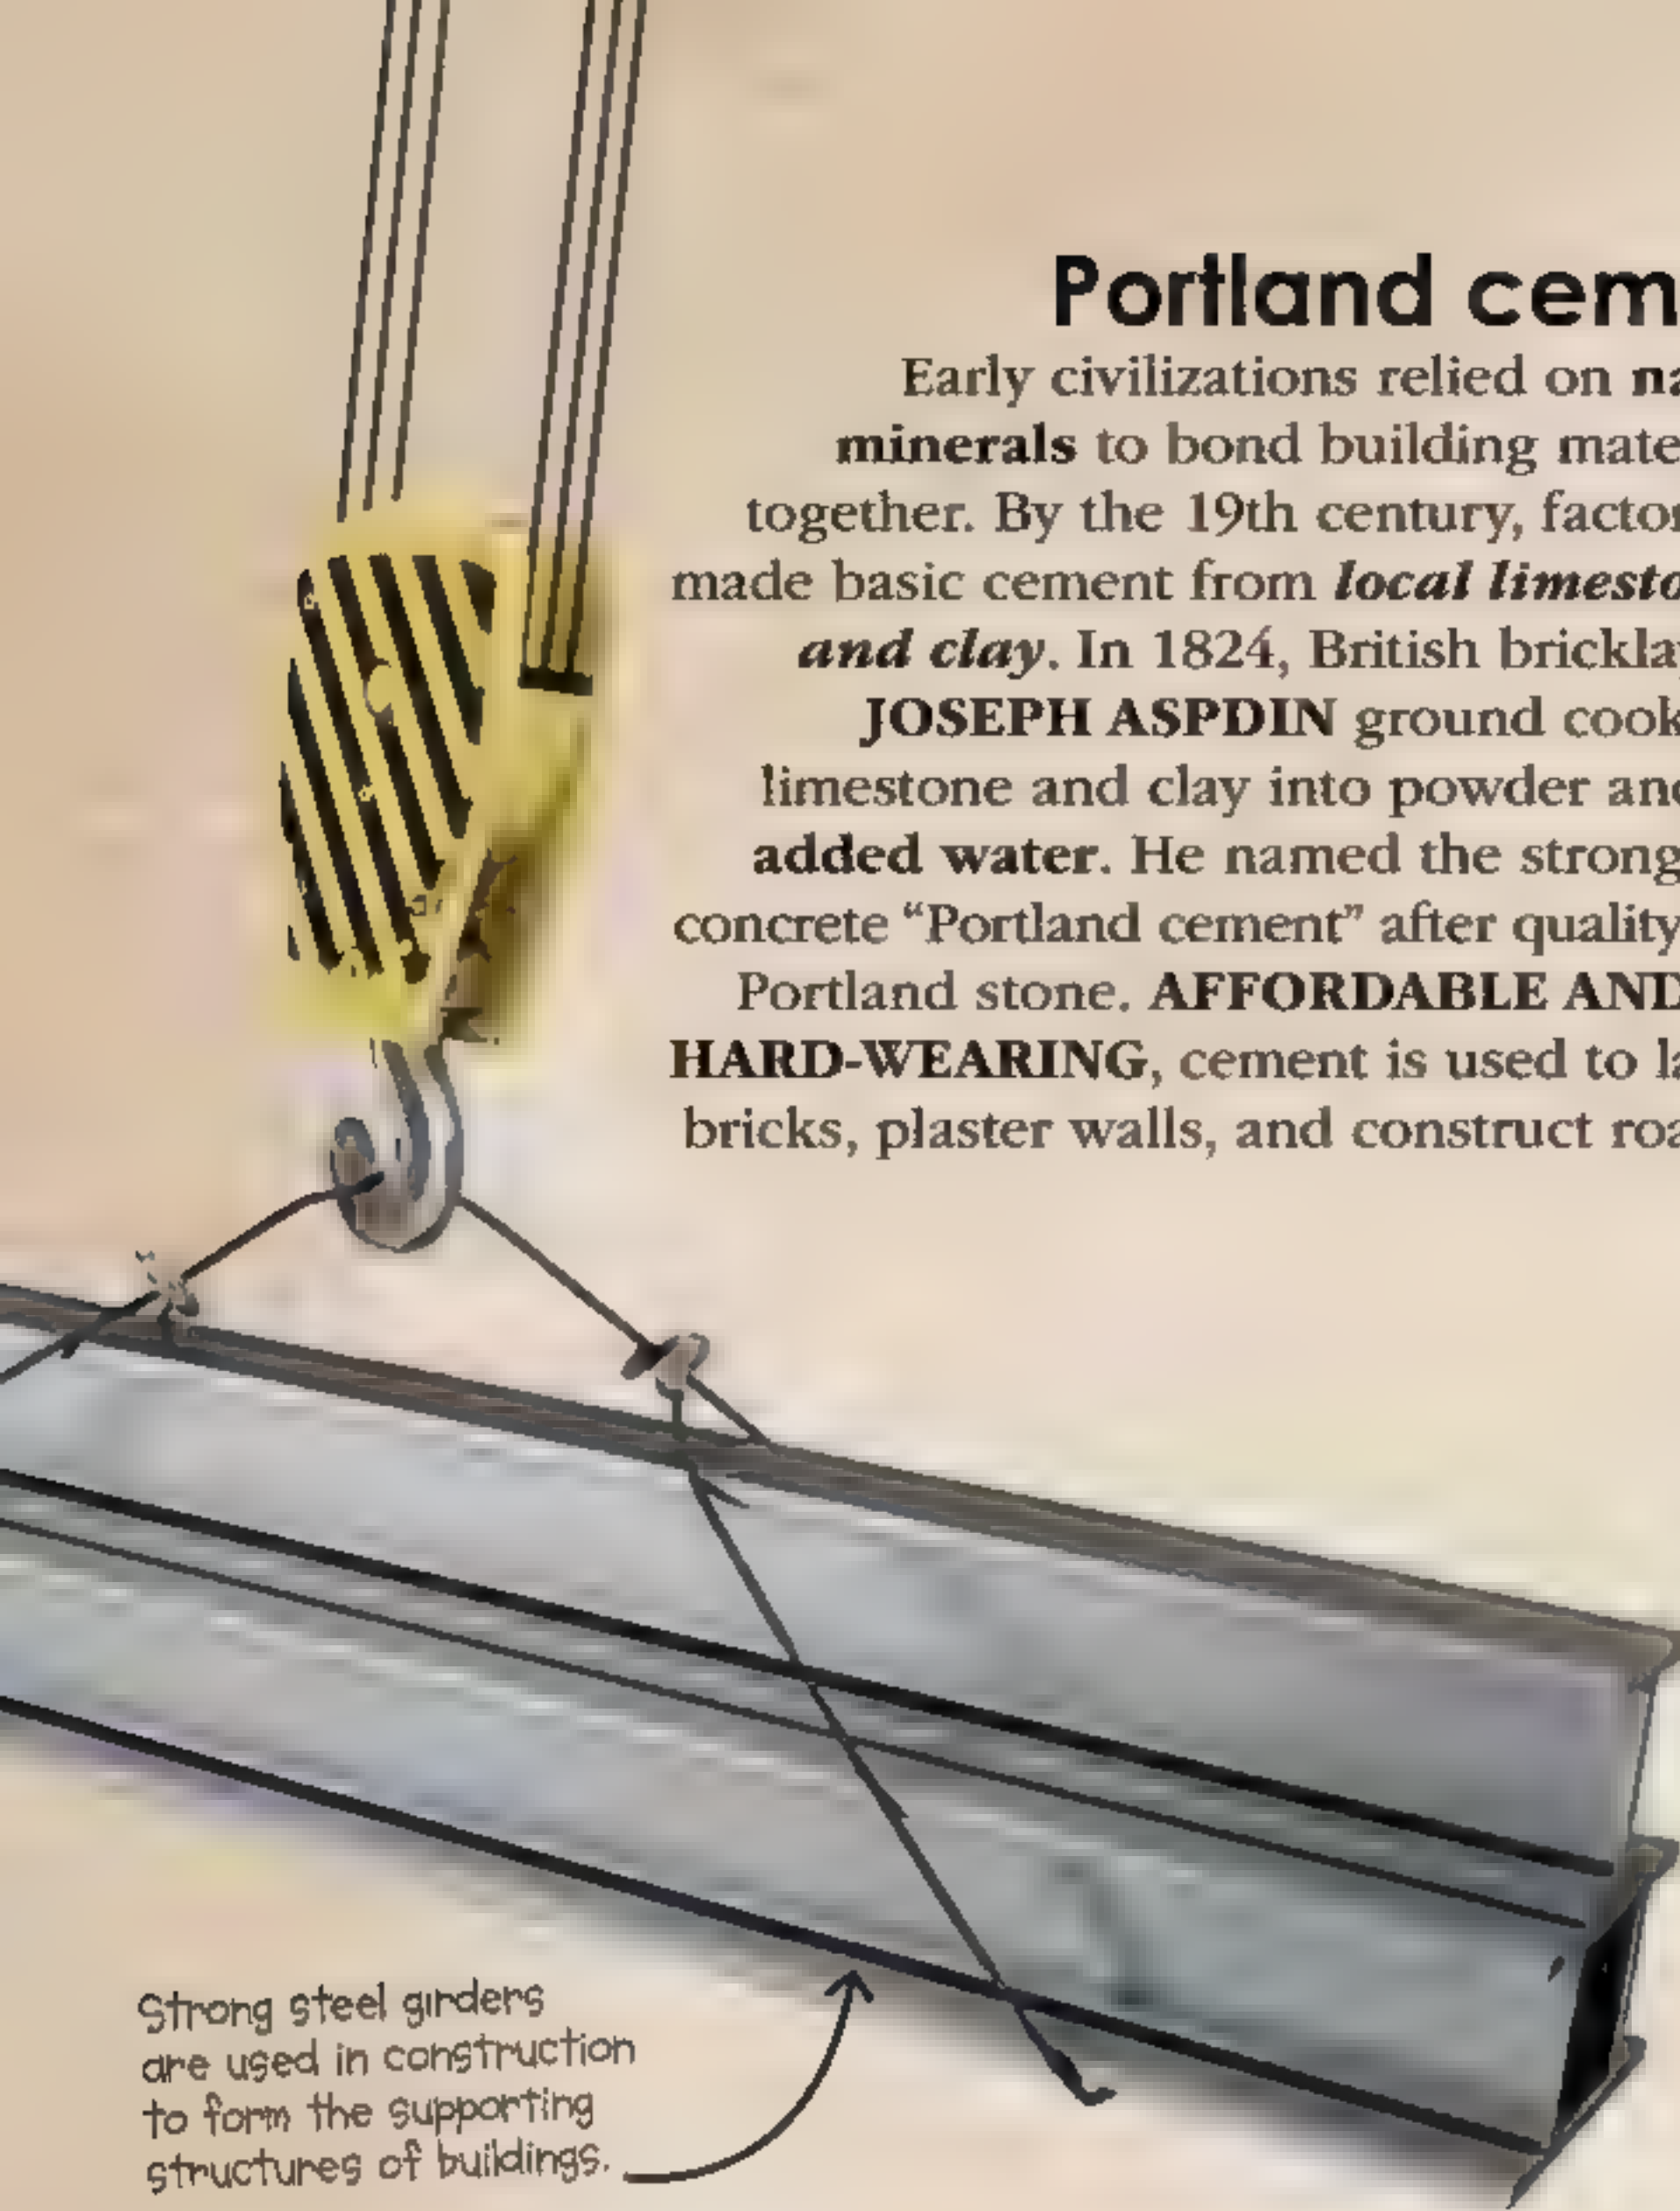 Portland cem
Early civilizations relied on na
minerals to bond building mate
together. By the 19th century, factor
made basic cement from local limesto
and clay. In 1824, British brickla
JOSEPH ASPDIN ground cook
limestone and clay into powder and
added water. He named the strong
concrete “Portland cement” after quality
Portland stone. AFFORDABLE AND
HARD-WEARING, cement is used to la
bricks, plaster walls, and construct roa
Strong steel girders
are used in construction
to form the supporting
structures of buildings.